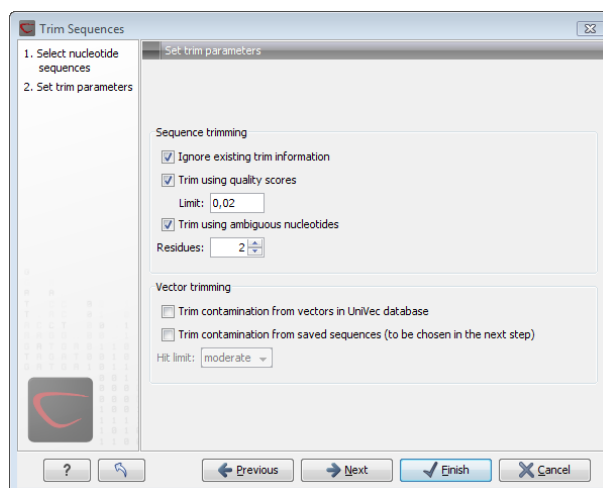 Trim Sequences
1. Select nucleotide
sequences
2. Set trim parameters
Set trim parameters
Sequence trimming
Ignore existing trim information
Trim using quality scores
Limit: 0,02
Trim using ambiguous nucleotides
Residues: 2
Vector trimming
Trim contamination from vectors in UniVec database
Trim contamination from saved sequences (to be chosen in the next step)
Hit limit: moderate
? Previous Next Finish Cancel